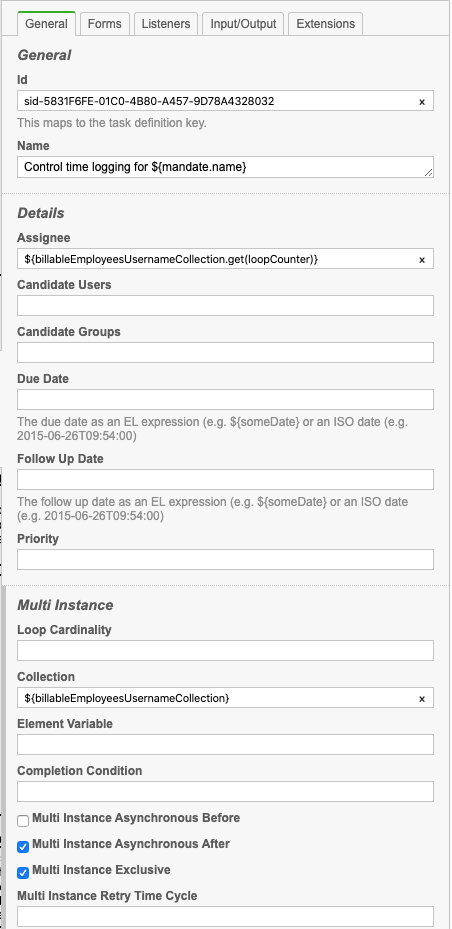 General Forms Listeners Input/Output Extensions
General
Id
sid-5831F6FE-01C0-4B80-A457-9D78A4328032 ×
This maps to the task definition key.
Name
Control time logging for ${mandate.name}
Details
Assignee
${billableEmployeesUsernameCollection.get(loopCounter)} ×
Candidate Users
Candidate Groups
Due Date
The due date as an EL expression (e.g. ${someDate} or an ISO date (e.g.
2015-06-26T09:54:00)
Follow Up Date
The follow up date as an EL expression (e.g. ${someDate} or an ISO date
(e.g. 2015-06-26T09:54:00)
Priority
Multi Instance
Loop Cardinality
Collection
${billableEmployeesUsernameCollection} ×
Element Variable
Completion Condition
Multi Instance Asynchronous Before
Multi Instance Asynchronous After
Multi Instance Exclusive
Multi Instance Retry Time Cycle